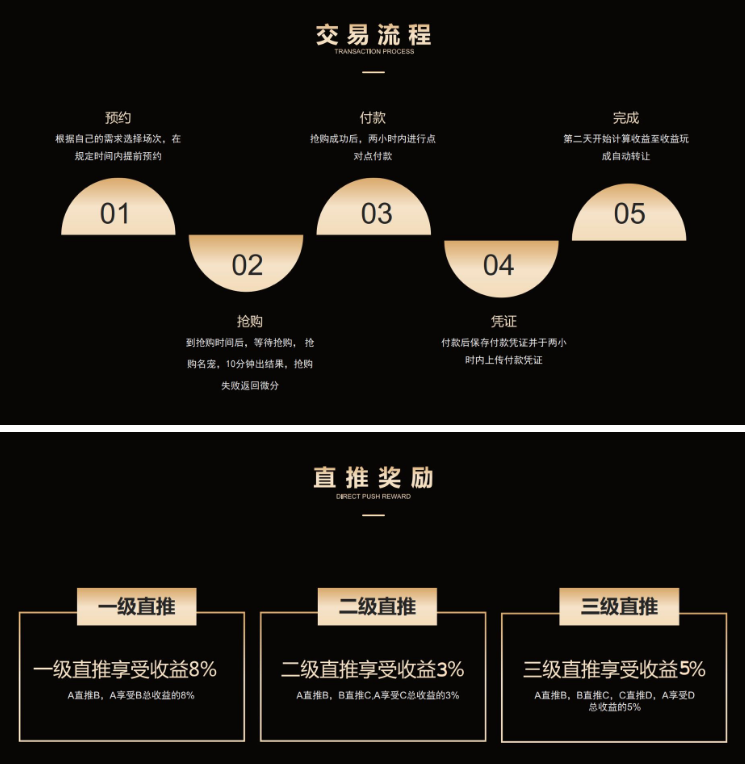 交易流程
TRANSACTION PROCESS
预约
根据自己的需求选择场次，在
规定时间内提前预约
付款
抢购成功后，两小时内进行点
对点付款
完成
第二天开始计算收益至收益玩
成自动转让
01
03
05
02
04
抢购
到抢购时间后，等待抢购， 抢
购名宠，10分钟出结果，抢购
失败返回微分
凭证
付款后保存付款凭证并于两小
时内上传付款凭证
直推奖励
DIRECT PUSH REWARD
一级直推
一级直推享受收益8%
A直推B，A享受B总收益的8%
二级直推
二级直推享受收益3%
A直推B，B直推C,A享受C总收益的3%
三级直推
三级直推享受收益5%
A直推B，B直推C，C直推D，A享受D
总收益的5%